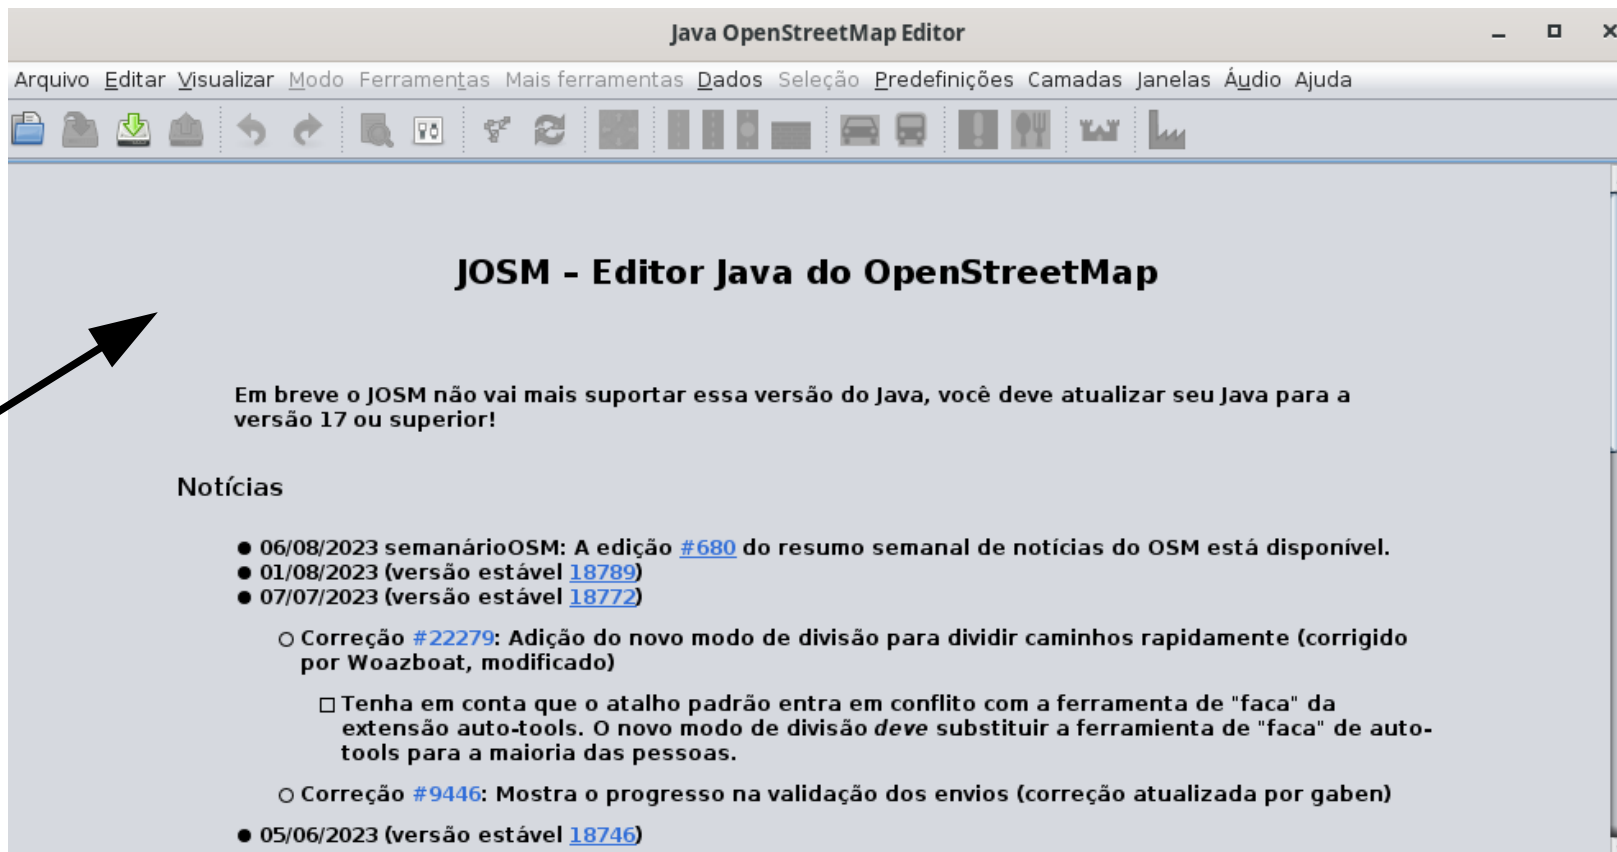 Java OpenStreetMap Editor
Arquivo Editar Visualizar Modo Ferramentas Mais ferramentas Dados Seleção Predefinições Camadas Janelas Áudio Ajuda
JOSM – Editor Java do OpenStreetMap
Em breve o JOSM não vai mais suportar essa versão do Java, você deve atualizar seu Java para a
versão 17 ou superior!
Notícias
● 06/08/2023 semanárioOSM: A edição #680 do resumo semanal de notícias do OSM está disponível.
● 01/08/2023 (versão estável 18789)
● 07/07/2023 (versão estável 18772)
○ Correção #22279: Adição do novo modo de divisão para dividir caminhos rapidamente (corrigido
por Woazboat, modificado)
□ Tenha em conta que o atalho padrão entra em conflito com a ferramenta de "faca" da
extensão auto-tools. O novo modo de divisão deve substituir a ferramienta de "faca" de auto-
tools para a maioria das pessoas.
○ Correção #9446: Mostra o progresso na validação dos envios (correção atualizada por gaben)
● 05/06/2023 (versão estável 18746)